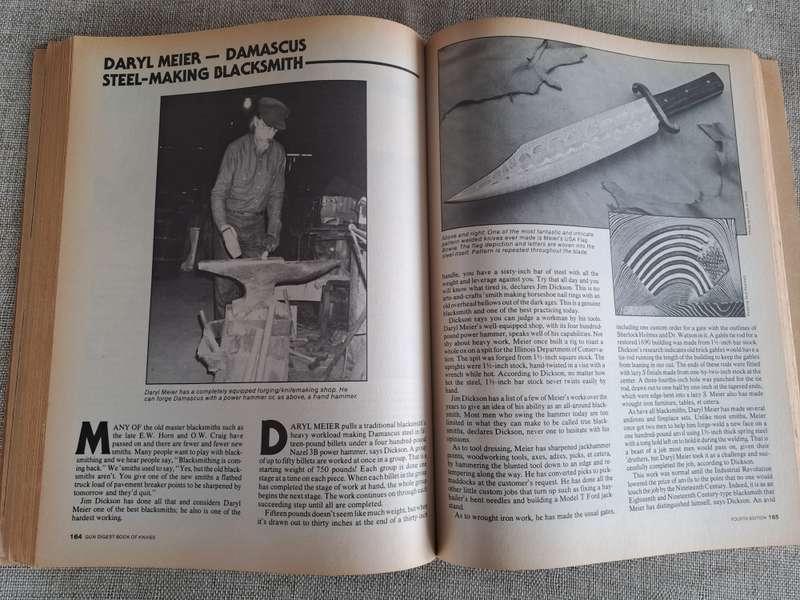 DARYL MEIER — DAMASCUS
STEEL-MAKING BLACKSMITH
Daryl Meier has a completely equipped forging/knifemaking shop. He
can forge Damascus with a power hammer or, as above, a hand hammer.
MANY OF the old master blacksmiths such as
the late E.W. Horn and O.W. Craig have
passed on and there are fewer and fewer new
smiths. Many people want to play with black-
smithing and we hear people say, "Blacksmithing is com-
ing back." We 'smiths used to say, "Yes, but the old black-
smiths aren't. You give one of the new smiths a flatbed
truck load of pavement breaker points to be sharpened by
tomorrow and they'd quit."
Jim Dickson has done all that and considers Daryl
Meier one of the best blacksmiths; he also is one of the
hardest working.
164 GUN DIGEST BOOK OF KNIVES
DARYL MEIER pulls a traditional blacksmith's
heavy workload making Damascus steel in fif-
teen-pound billets under a four hundred-pound
Nazel 3B power hammer, says Dickson. A group
of up to fifty billets are worked at once in a group. That is a
starting weight of 750 pounds! Each group is done one
stage at a time on each piece. When each billet in the group
has completed the stage of work at hand, the whole group
begins the next stage. The work continues on through each
succeeding step until all are completed.
Fifteen pounds doesn't seem like much weight, but when
it's drawn out to thirty inches at the end of a thirty-inch
Above and right: One of the most fantastic and intricate
pattern welded knives ever made is Meier's USA Flag
Bowie. The flag depiction and letters are woven into the
steel itself. Pattern is repeated throughout the blade.
handle, you have a sixty-inch bar of steel with all the
weight and leverage against you. Try that all day and you
will know what tired is, declares Jim Dickson. This is no
arts-and-crafts 'smith making horseshoe nail rings with an
old overhead bellows out of the dark ages. This is a genuine
blacksmith and one of the best practicing today.
Dickson says you can judge a workman by his tools.
Daryl Meier's well-equipped shop, with its four hundred-
pound power hammer, speaks well of his capabilities. Not
shy about heavy work, Meier once built a rig to roast a
whole ox on a spit for the Illinois Department of Conserva-
tion. The spit was forged from 1½-inch square stock. The
uprights were 1½-inch stock, hand-twisted in a vise with a
wrench while hot. According to Dickson, no matter how
hot the steel, 1½-inch bar stock never twists easily by
hand.
Jim Dickson has a list of a few of Meier's works over the
years to give an idea of his ability as an all-around black-
smith. Most men who swing the hammer today are too
limited in what they can make to be called true black-
smiths, declares Dickson, never one to hesitate with his
opinions.
As to tool dressing, Meier has sharpened jackhammer
points, woodworking tools, axes, adzes, picks, et cetera,
by hammering the blunted tool down to an edge and re-
tempering along the way. He has converted picks to pick
maddocks at the customer's request. He has done all the
other little custom jobs that turn up such as fixing a hay-
bailer's bent needles and building a Model T Ford jack
stand.
As to wrought iron work, he has made the usual gates,
including one custom order for a gate with the outlines of
Sherlock Holmes and Dr. Watson in it. A gable tie rod for a
restored 1690 building was made from 1½-inch bar stock.
Dickson's research indicates old brick gables would have a
tie rod running the length of the building to keep the gables
from leaning in or out. The ends of these rods were fitted
with lazy S finials made from one-by-two-inch stock at the
center. A three-fourths-inch hole was punched for the tie
rod, drawn out to one half by one inch at the tapered ends,
which were edge-bent into a lazy S. Meier also has made
wrought iron furniture, tables, et cetera.
As have all blacksmiths, Daryl Meier has made several
andirons and fireplace sets. Unlike most smiths, Meier
once got two men to help him forge-weld a new face on a
one hundred-pound anvil using 1½-inch thick spring steel
with a tong held left on to hold it during the welding. That is
a beast of a job most men would pass on, given their
'druthers, but Daryl Meier took it as a challenge and suc-
cessfully completed the job, according to Dickson.
This work was normal until the Industrial Revolution
lowered the price of anvils to the point that no one would
touch the job by the Nineteenth Century. Indeed, it is as an
Eighteenth and Nineteenth Century-type blacksmith that
Meier has distinguished himself, says Dickson. An avid
FOURTH EDITION 165